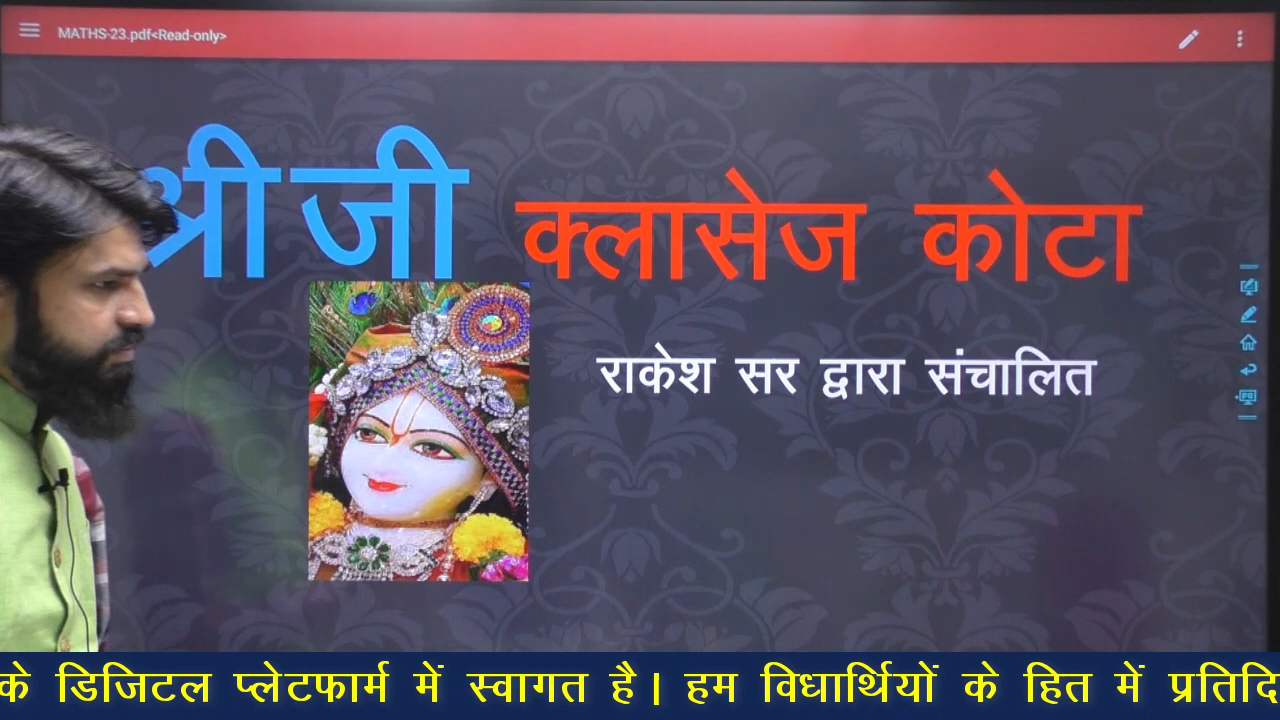 MATHS-23.pdf<Read-only>
श्री जी क्लासेज कोटा
राकेश सर द्वारा संचालित
के डिजिटल प्लेटफार्म में स्वागत है। हम विधार्थियों के हित में प्रतिदि